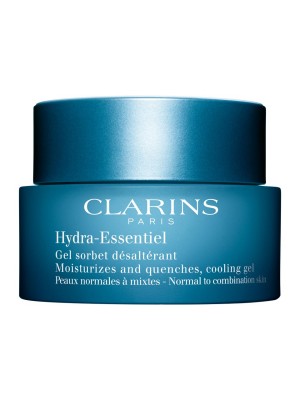 CLARINS
PARIS
Hydra-Essentiel
Gel sorbet désaltérant
Moisturizes and quenches, cooling gel
Peaux normales à mixtes - Normal to combination skin